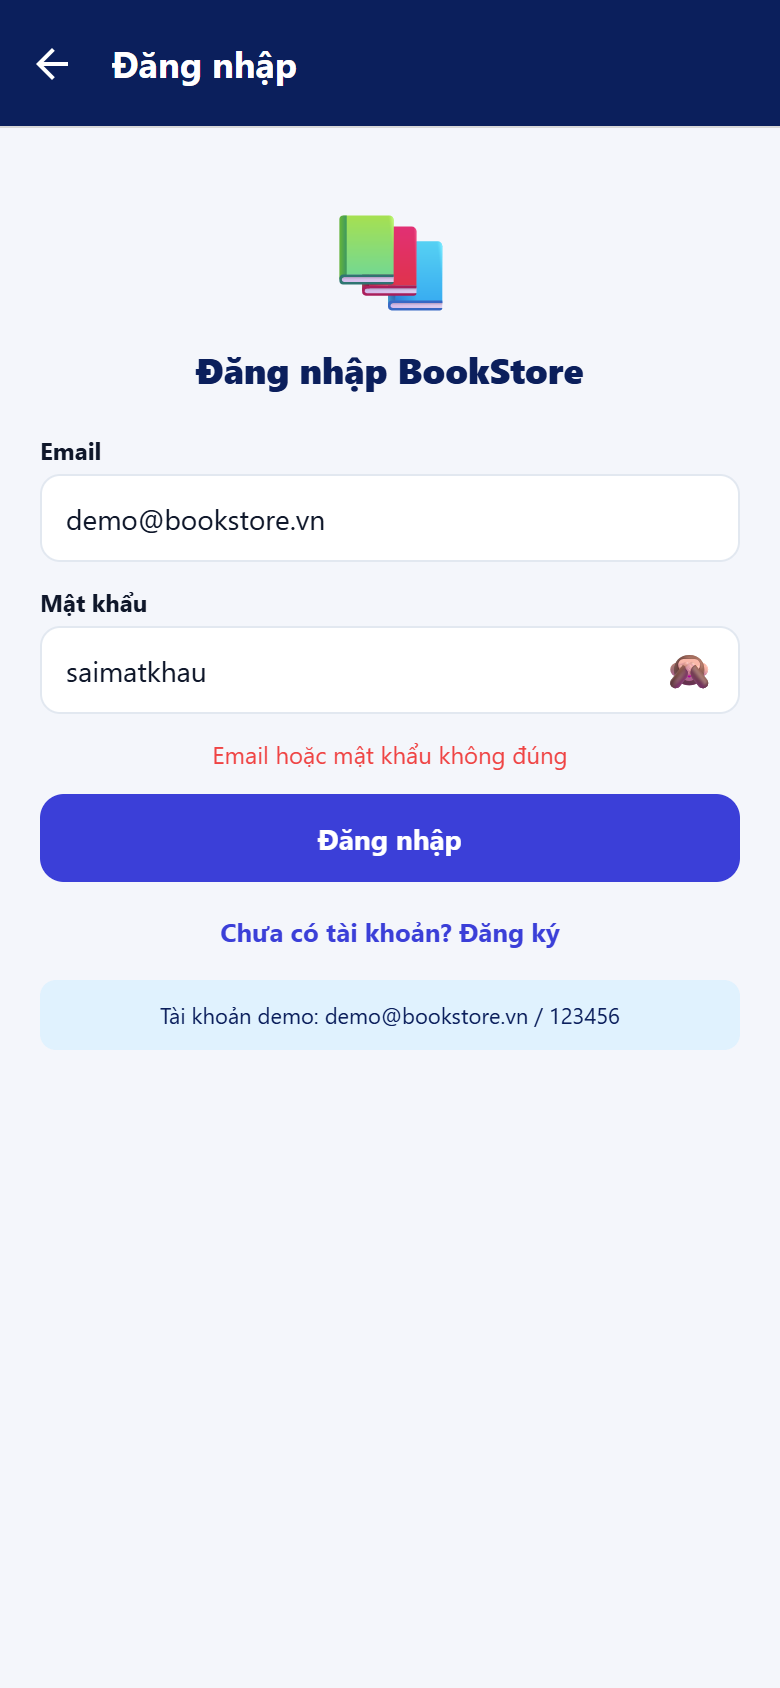 Đăng nhập
Đăng nhập BookStore
Email
demo@bookstore.vn
Mật khẩu
saimatkhau
Email hoặc mật khẩu không đúng
Đăng nhập
Chưa có tài khoản? Đăng ký
Tài khoản demo: demo@bookstore.vn / 123456